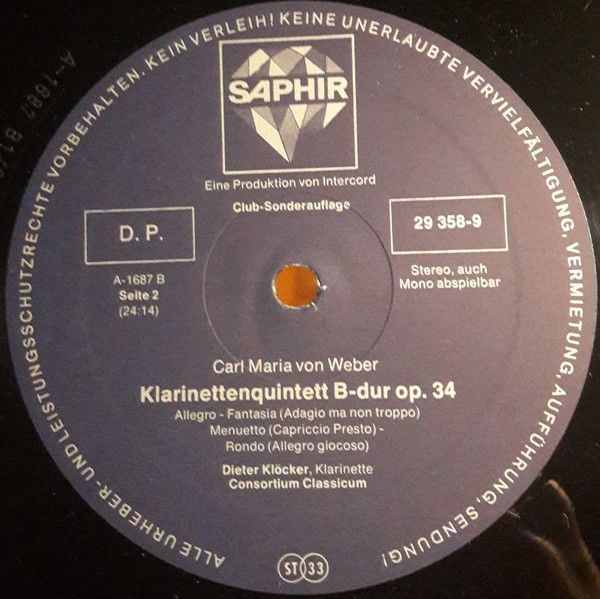 ALLE URHEBER- UND LEISTUNGSSCHUTZRECHTE VORBEHALTEN. KEIN VERLEIH! KEINE UNERLAUBTE VERVIELFÄLTIGUNG, VERMIETUNG, AUFFÜHRUNG, SENDUNG!
SAPHIR
Eine Produktion von Intercord
Club-Sonderauflage
D. P.
29 358-9
A-1687 B
Seite 2
(24:14)
Stereo, auch
Mono abspielbar
Carl Maria von Weber
Klarinettenquintett B-dur op. 34
Allegro - Fantasia (Adagio ma non troppo)
Menuetto (Capriccio Presto) -
Rondo (Allegro giocoso)
Dieter Klöcker, Klarinette
Consortium Classicum
ST 33
A-1687